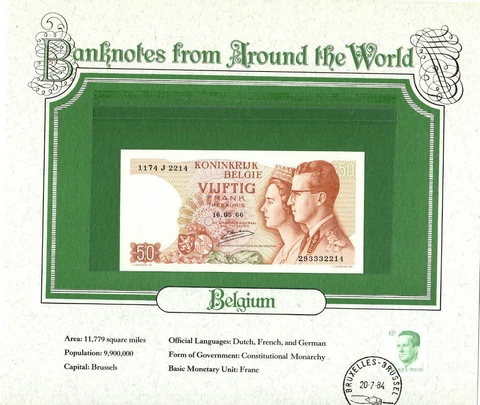 Banknotes from Around the World
1174 J 2214
KONINKRIJK
BELGIE
VIJFTIG
FRANK
THESAURIE
16.05.66
50
50
293332214
Belgium
Area: 11,779 square miles
Population: 9,900,000
Capital: Brussels
Official Languages: Dutch, French, and German
Form of Government: Constitutional Monarchy
Basic Monetary Unit: Franc
BRUXELLES-BRUSSEL
20-7-84